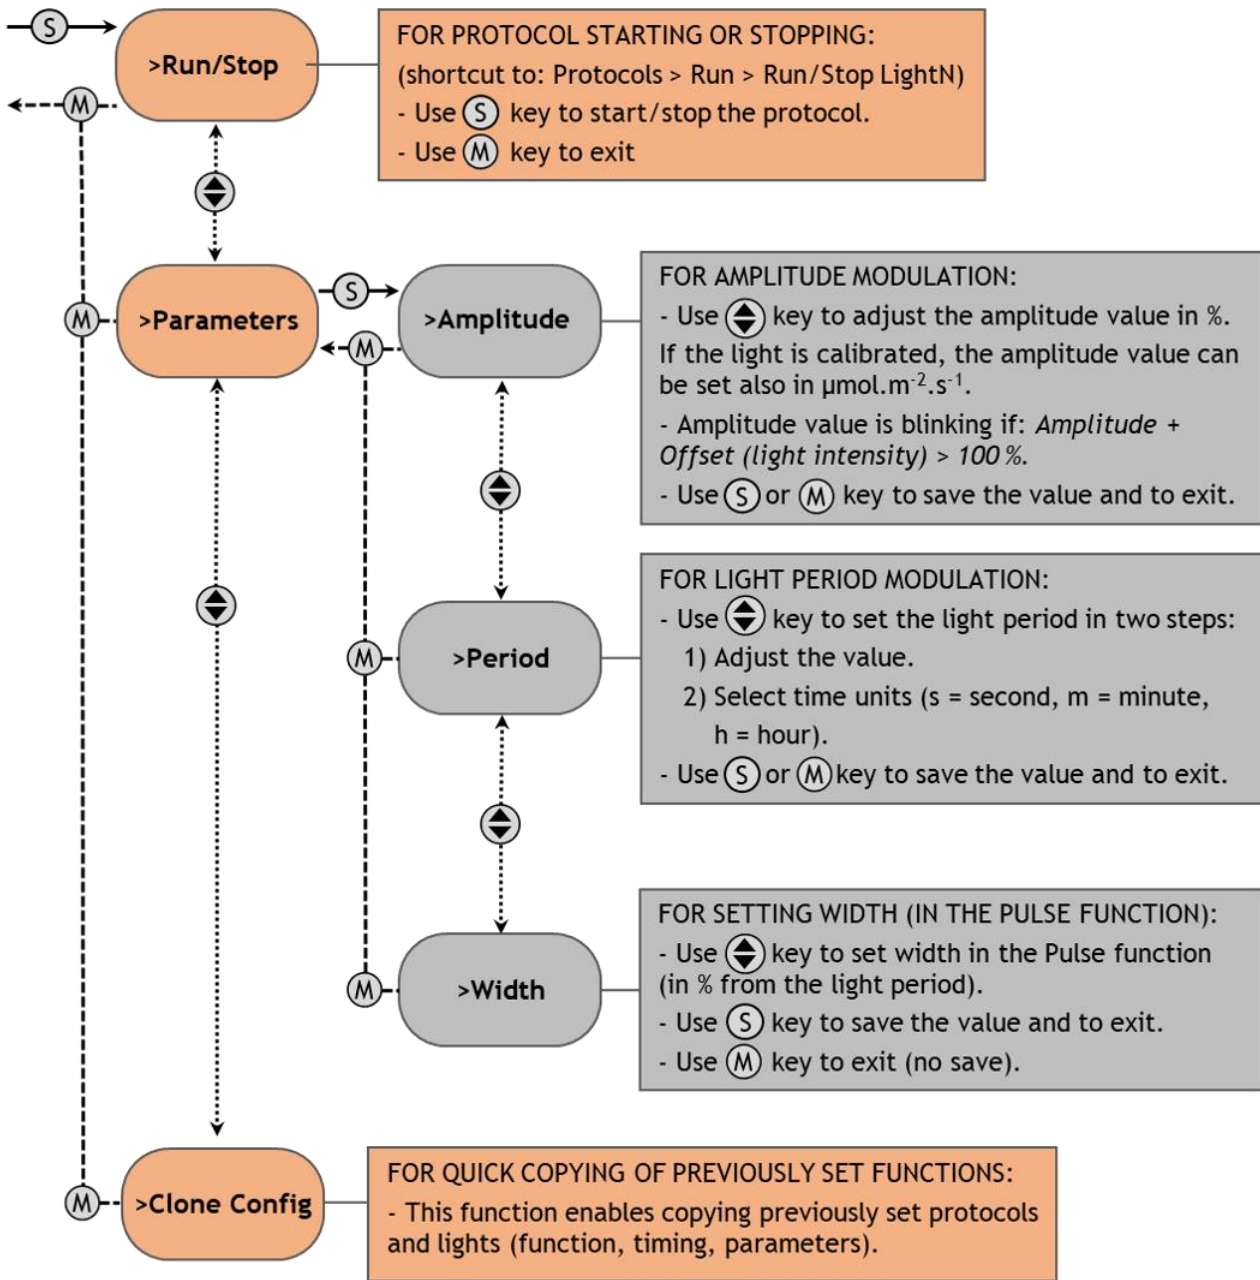 S
>Run/Stop
M
FOR PROTOCOL STARTING OR STOPPING:
(shortcut to: Protocols > Run > Run/Stop LightN)
- Use S key to start/stop the protocol.
- Use M key to exit
M
>Parameters
S
M
>Amplitude
FOR AMPLITUDE MODULATION:
- Use key to adjust the amplitude value in %.
If the light is calibrated, the amplitude value can
be set also in µmol.m⁻².s⁻¹.
- Amplitude value is blinking if: Amplitude +
Offset (light intensity) > 100 %.
- Use S or M key to save the value and to exit.
M
>Period
FOR LIGHT PERIOD MODULATION:
- Use key to set the light period in two steps:
1) Adjust the value.
2) Select time units (s = second, m = minute,
h = hour).
- Use S or M key to save the value and to exit.
M
>Width
FOR SETTING WIDTH (IN THE PULSE FUNCTION):
- Use key to set width in the Pulse function
(in % from the light period).
- Use S key to save the value and to exit.
- Use M key to exit (no save).
M
>Clone Config
FOR QUICK COPYING OF PREVIOUSLY SET FUNCTIONS:
- This function enables copying previously set protocols
and lights (function, timing, parameters).